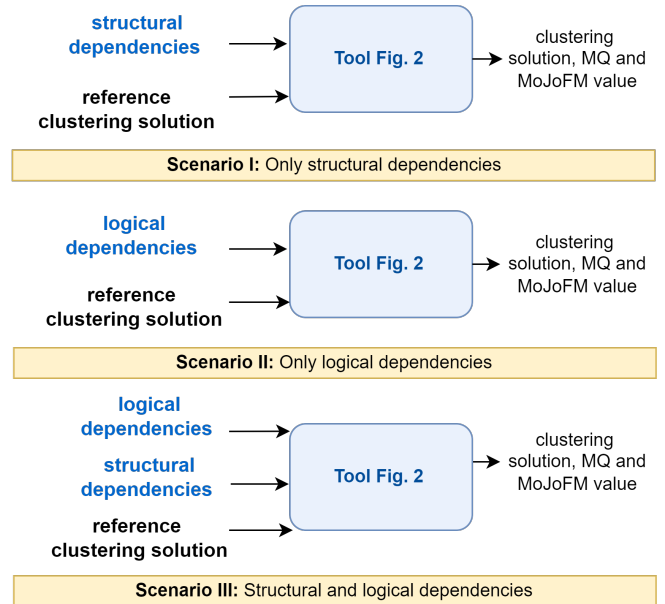 structural
dependencies
reference
clustering solution
Tool Fig. 2
clustering
solution, MQ and
MoJoFM value
Scenario I: Only structural dependencies
logical
dependencies
reference
clustering solution
Tool Fig. 2
clustering
solution, MQ and
MoJoFM value
Scenario II: Only logical dependencies
logical
dependencies
structural
dependencies
reference
clustering solution
Tool Fig. 2
clustering
solution, MQ and
MoJoFM value
Scenario III: Structural and logical dependencies